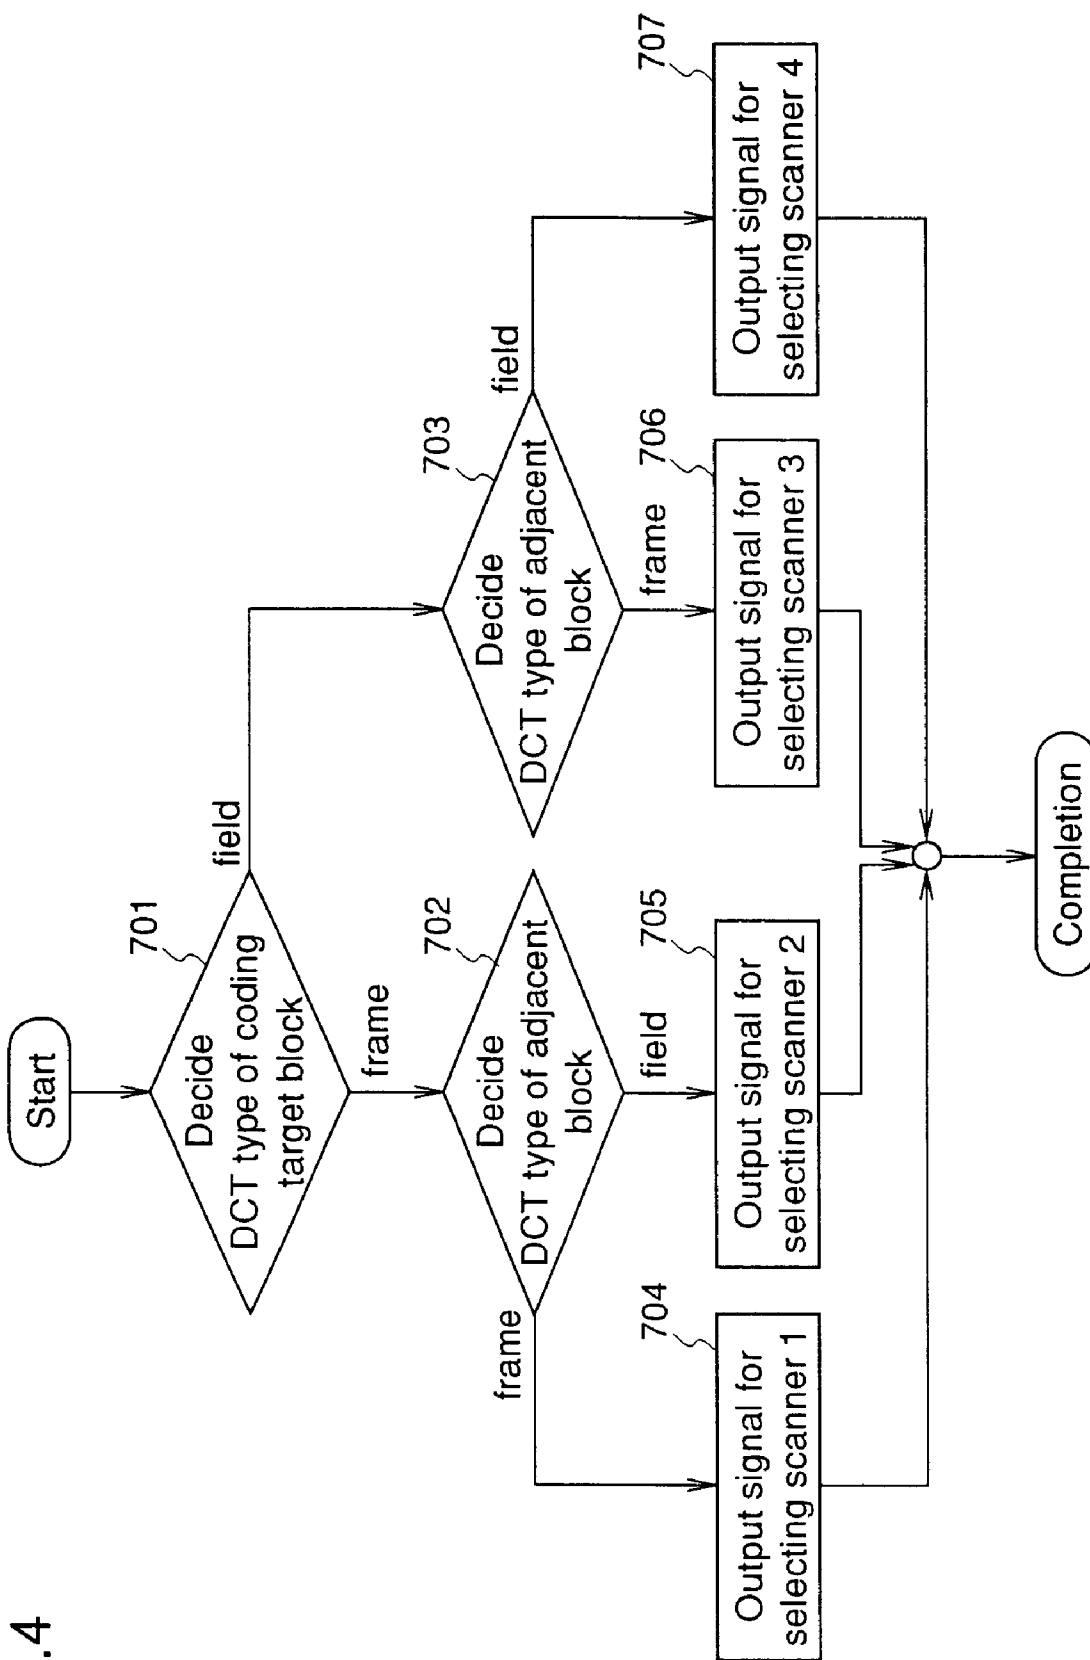 .4
Start
701
Decide
DCT type of coding
target block
field
frame
702
Decide
DCT type of adjacent
block
frame
field
703
Decide
DCT type of adjacent
block
field
frame
704
Output signal for
selecting scanner 1
705
Output signal for
selecting scanner 2
706
Output signal for
selecting scanner 3
707
Output signal for
selecting scanner 4
Completion